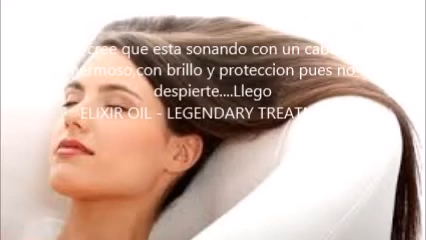 cree que esta sonando con un
con brillo y proteccion pues no
despierte....Llego
ELIXIR OIL - LEGENDARY